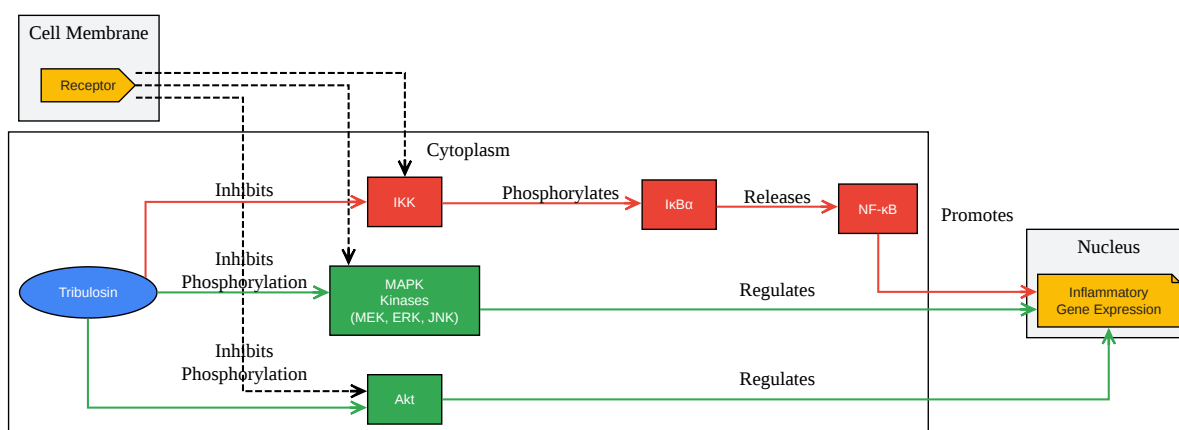 Cell Membrane
Receptor
Cytoplasm
Inhibits
IKK
Phosphorylates
IκBα
Releases
NF-κB
Promotes
Nucleus
Tribulosin
Inhibits
Phosphorylation
MAPK
Kinases
(MEK, ERK, JNK)
Regulates
Inflammatory
Gene Expression
Inhibits
Phosphorylation
Akt
Regulates